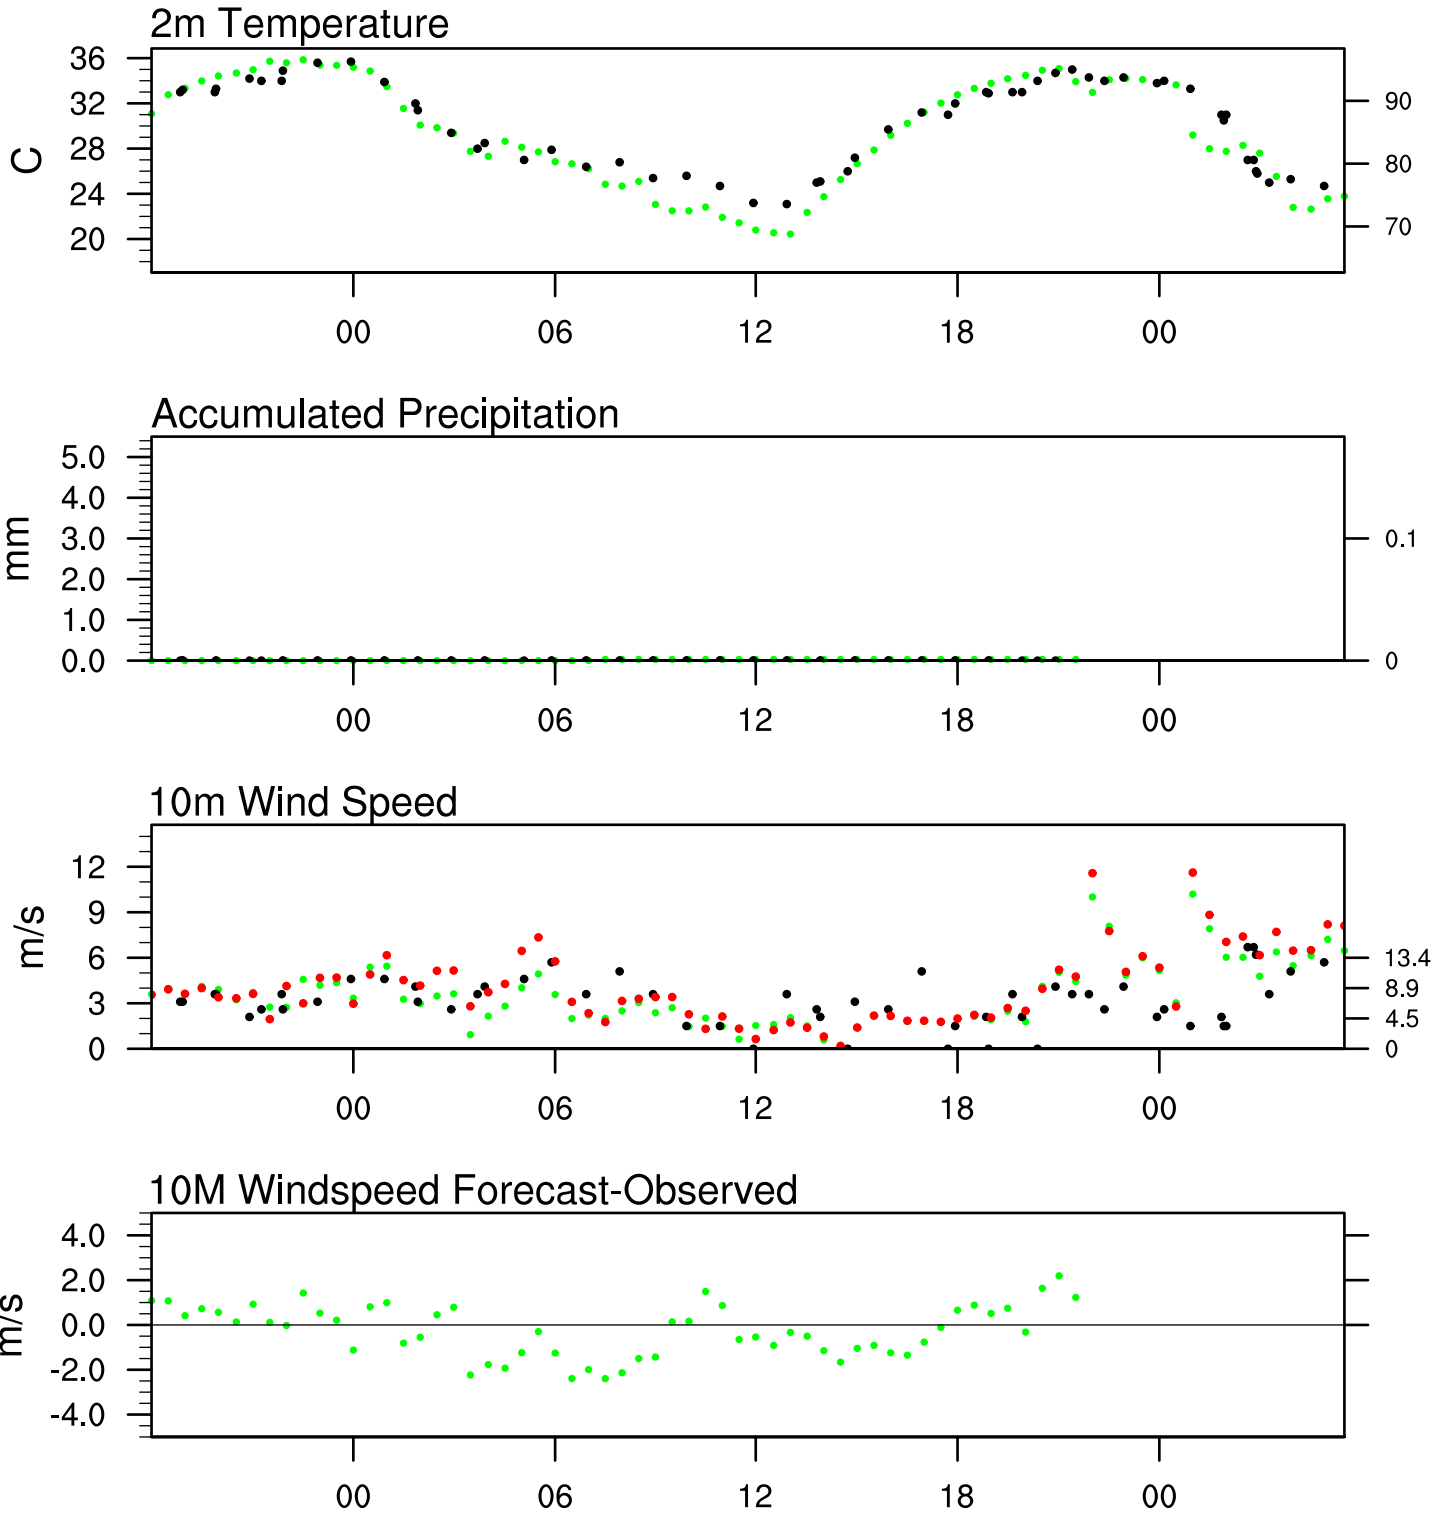 2m Temperature
36
32
28
24
20
C
90
80
70
00 06 12 18 00
Accumulated Precipitation
5.0
4.0
3.0
2.0
1.0
0.0
mm
0.1
0
00 06 12 18 00
10m Wind Speed
12
9
6
3
0
m/s
13.4
8.9
4.5
0
00 06 12 18 00
10M Windspeed Forecast-Observed
4.0
2.0
0.0
-2.0
-4.0
m/s
00 06 12 18 00